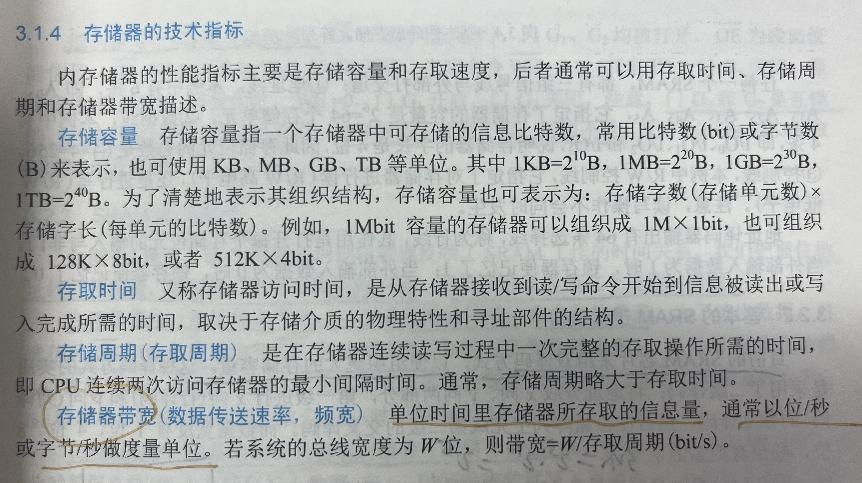 3.1.4 存储器的技术指标
内存储器的性能指标主要是存储容量和存取速度，后者通常可以用存取时间、存储周
期和存储器带宽描述。
存储容量 存储容量指一个存储器中可存储的信息比特数，常用比特数(bit)或字节数
(B)来表示，也可使用 KB、MB、GB、TB 等单位。其中 1KB=2¹⁰B，1MB=2²⁰B，1GB=2³⁰B，
1TB=2⁴⁰B。为了清楚地表示其组织结构，存储容量也可表示为：存储字数(存储单元数)×
存储字长(每单元的比特数)。例如，1Mbit 容量的存储器可以组织成 1M×1bit，也可组织
成 128K×8bit，或者 512K×4bit。
存取时间 又称存储器访问时间，是从存储器接收到读/写命令开始到信息被读出或写
入完成所需的时间，取决于存储介质的物理特性和寻址部件的结构。
存储周期(存取周期) 是在存储器连续读写过程中一次完整的存取操作所需的时间，
即 CPU 连续两次访问存储器的最小间隔时间。通常，存储周期略大于存取时间。
存储器带宽(数据传送速率，频宽) 单位时间里存储器所存取的信息量，通常以位/秒
或字节/秒做度量单位。若系统的总线宽度为 W 位，则带宽=W/存取周期(bit/s)。